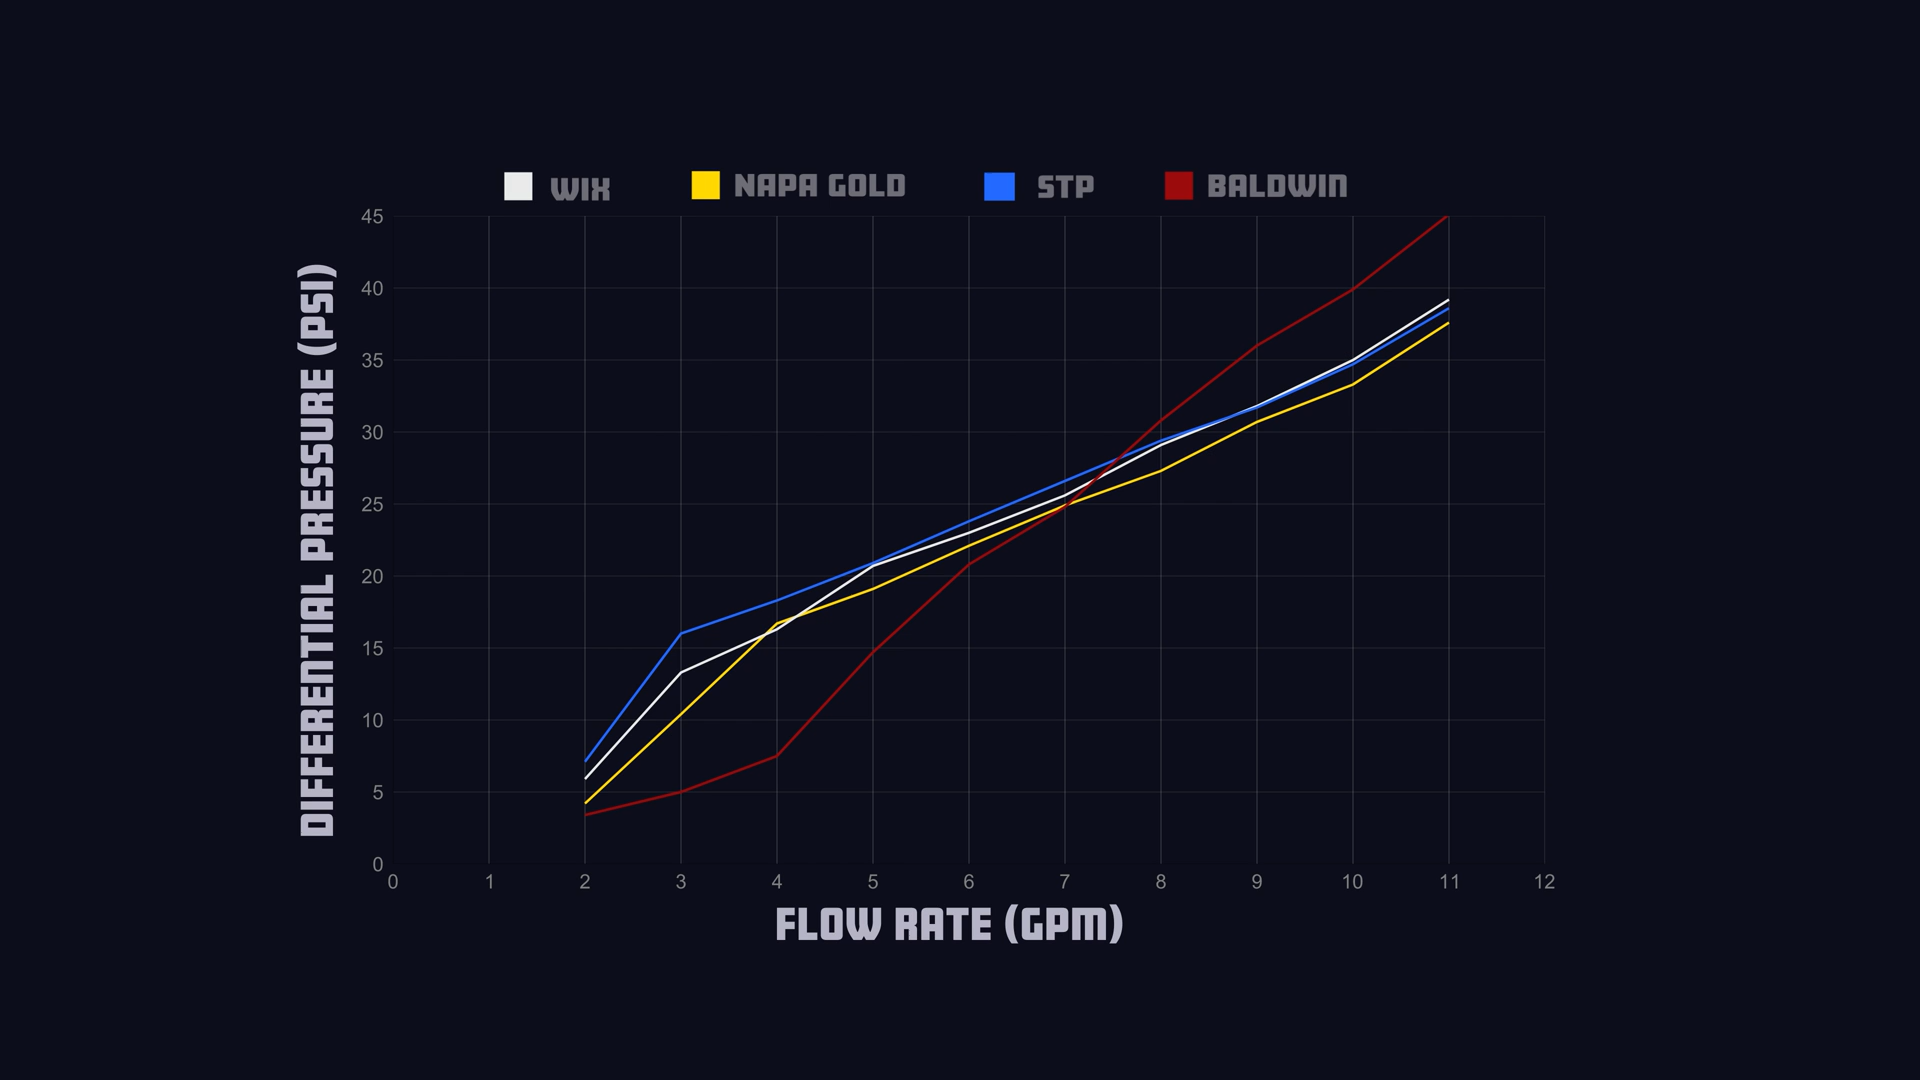 WIX NAPA GOLD STP BALDWIN
DIFFERENTIAL PRESSURE (PSI)
45
40
35
30
25
20
15
10
5
0
0 1 2 3 4 5 6 7 8 9 10 11 12
FLOW RATE (GPM)